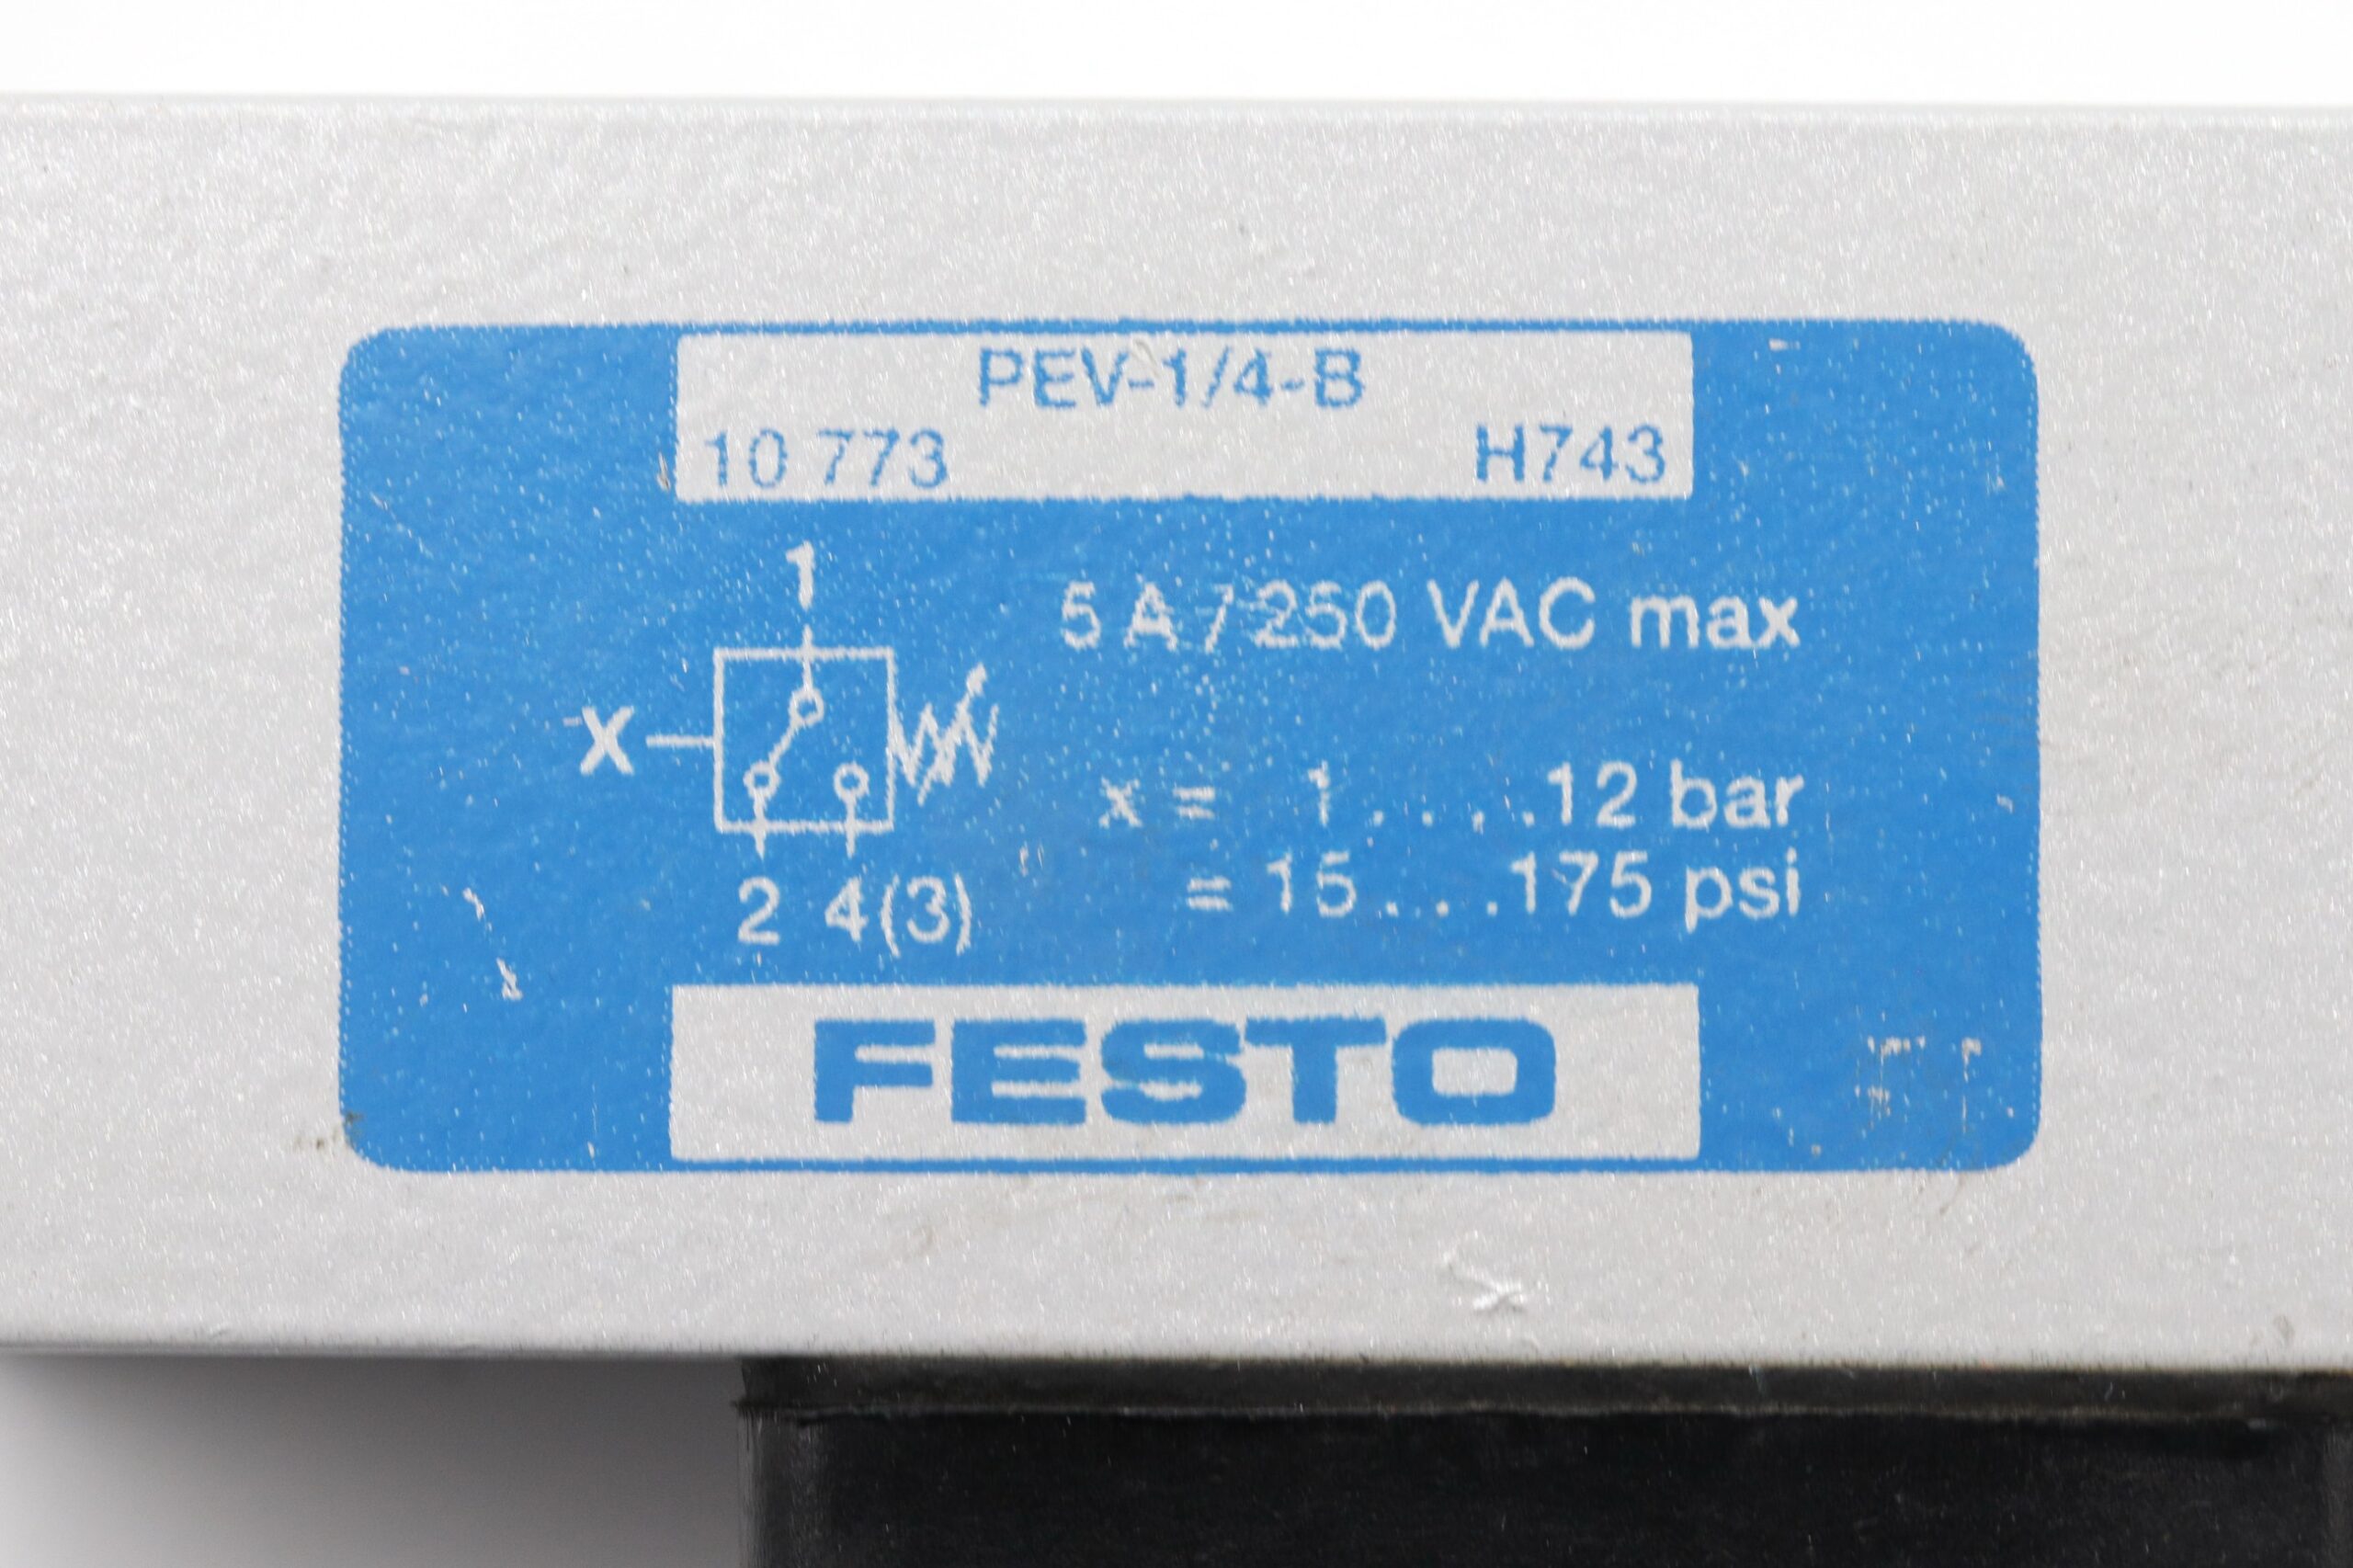 PEV-1/4-B
10 773 H743
1
5 A / 250 VAC max
X
x = 1 . . . . . 12 bar
= 15 . . . . 175 psi
2 4(3)
FESTO